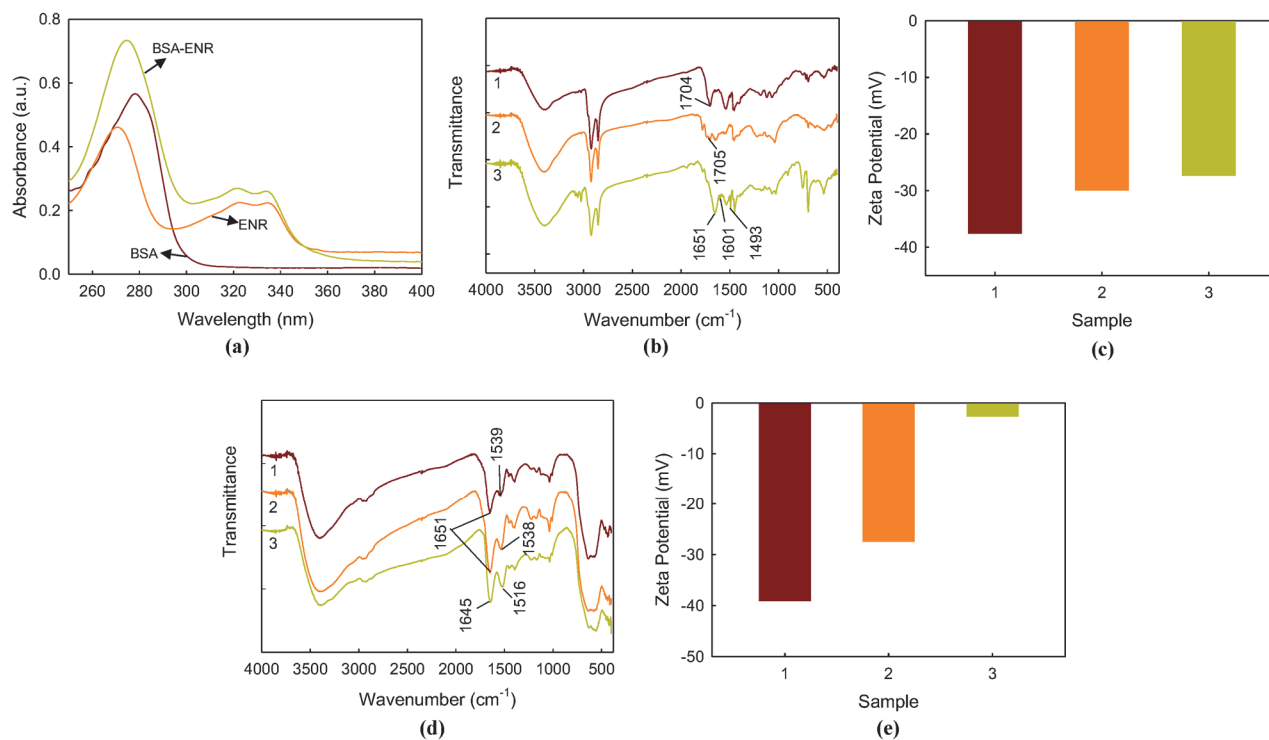 0.8
0.6
0.4
0.2
0.0
Absorbance (a.u.)
BSA-ENR
ENR
BSA
260 280 300 320 340 360 380 400
Wavelength (nm)
(a)
Transmittance
1
2
3
1704
1705
1651
1601
1493
4000 3500 3000 2500 2000 1500 1000 500
Wavenumber (cm⁻¹)
(b)
0
-10
-20
-30
-40
Zeta Potential (mV)
1 2 3
Sample
(c)
Transmittance
1
2
3
1539
1651
1538
1645
1516
4000 3500 3000 2500 2000 1500 1000 500
Wavenumber (cm⁻¹)
(d)
0
-10
-20
-30
-40
-50
Zeta Potential (mV)
1 2 3
Sample
(e)